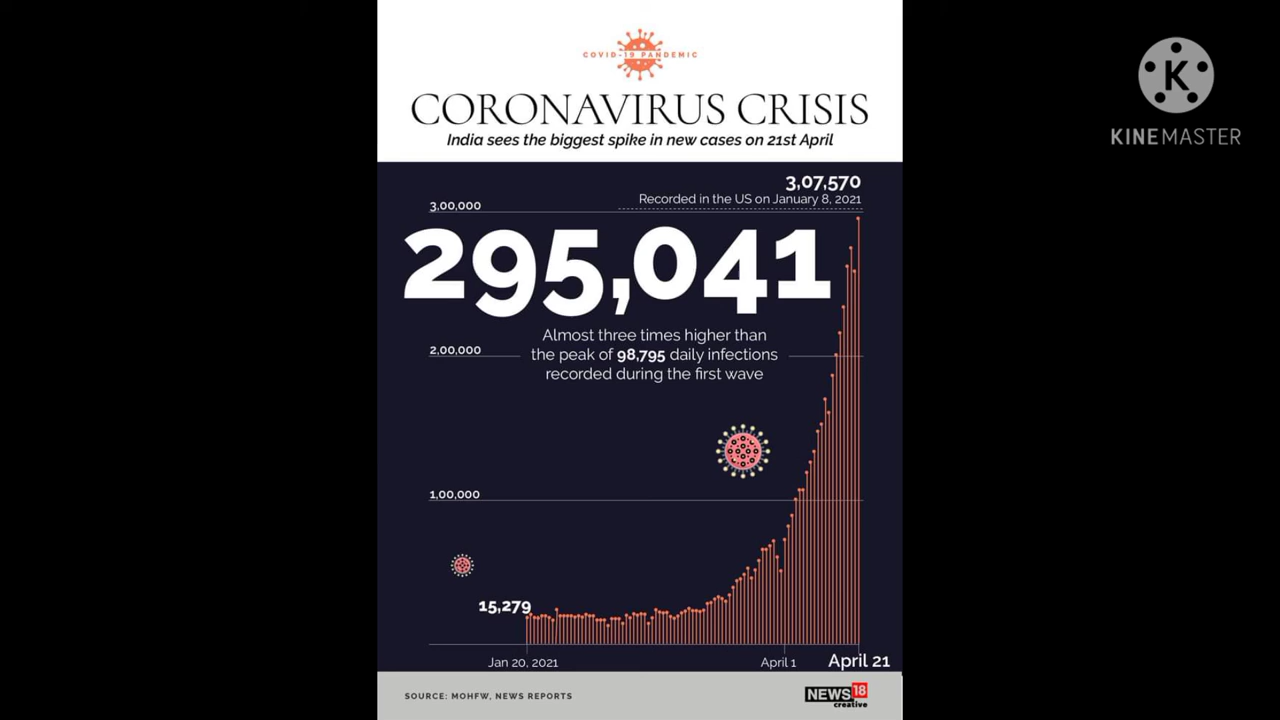 COVID-19 PANDEMIC
CORONAVIRUS CRISIS
India sees the biggest spike in new cases on 21st April
K
KINEMASTER
3,07,570
Recorded in the US on January 8, 2021
3,00,000
295,041
Almost three times higher than
the peak of 98,795 daily infections
recorded during the first wave
2,00,000
1,00,000
15,279
Jan 20, 2021
April 1
April 21
SOURCE: MOHFW, NEWS REPORTS
NEWS18
creative